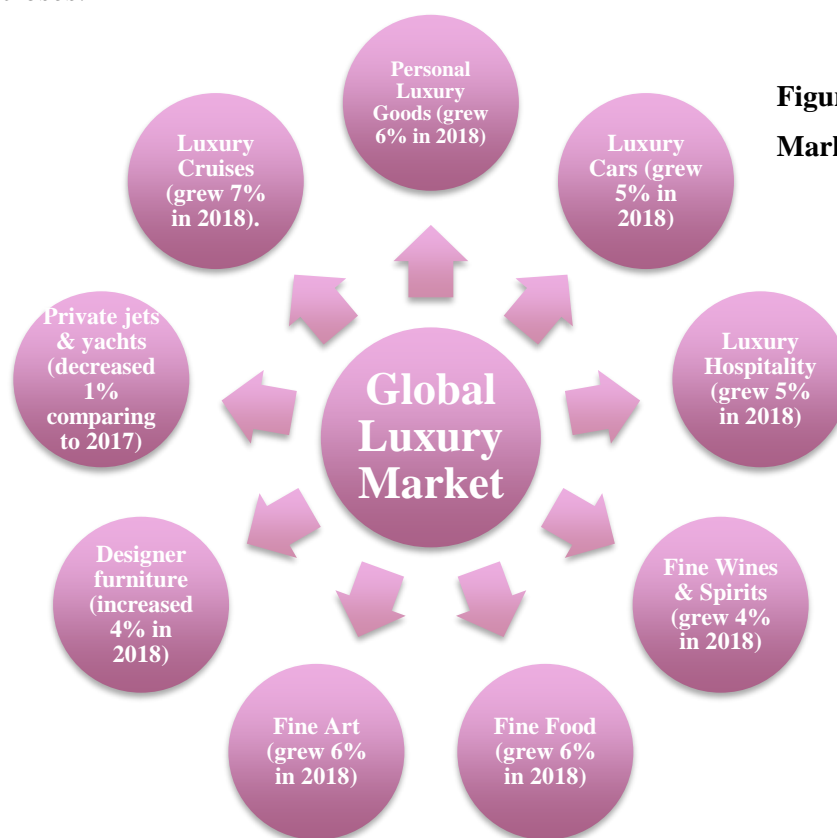 Figur
Mark
Personal
Luxury
Goods (grew
6% in 2018)
Luxury
Cars (grew
5% in
2018)
Luxury
Hospitality
(grew 5%
in 2018)
Fine Wines
& Spirits
(grew 4%
in 2018)
Fine Food
(grew 6%
in 2018)
Fine Art
(grew 6%
in 2018)
Designer
furniture
(increased
4% in
2018)
Private jets
& yachts
(decreased
1%
comparing
to 2017)
Luxury
Cruises
(grew 7%
in 2018).
Global
Luxury
Market